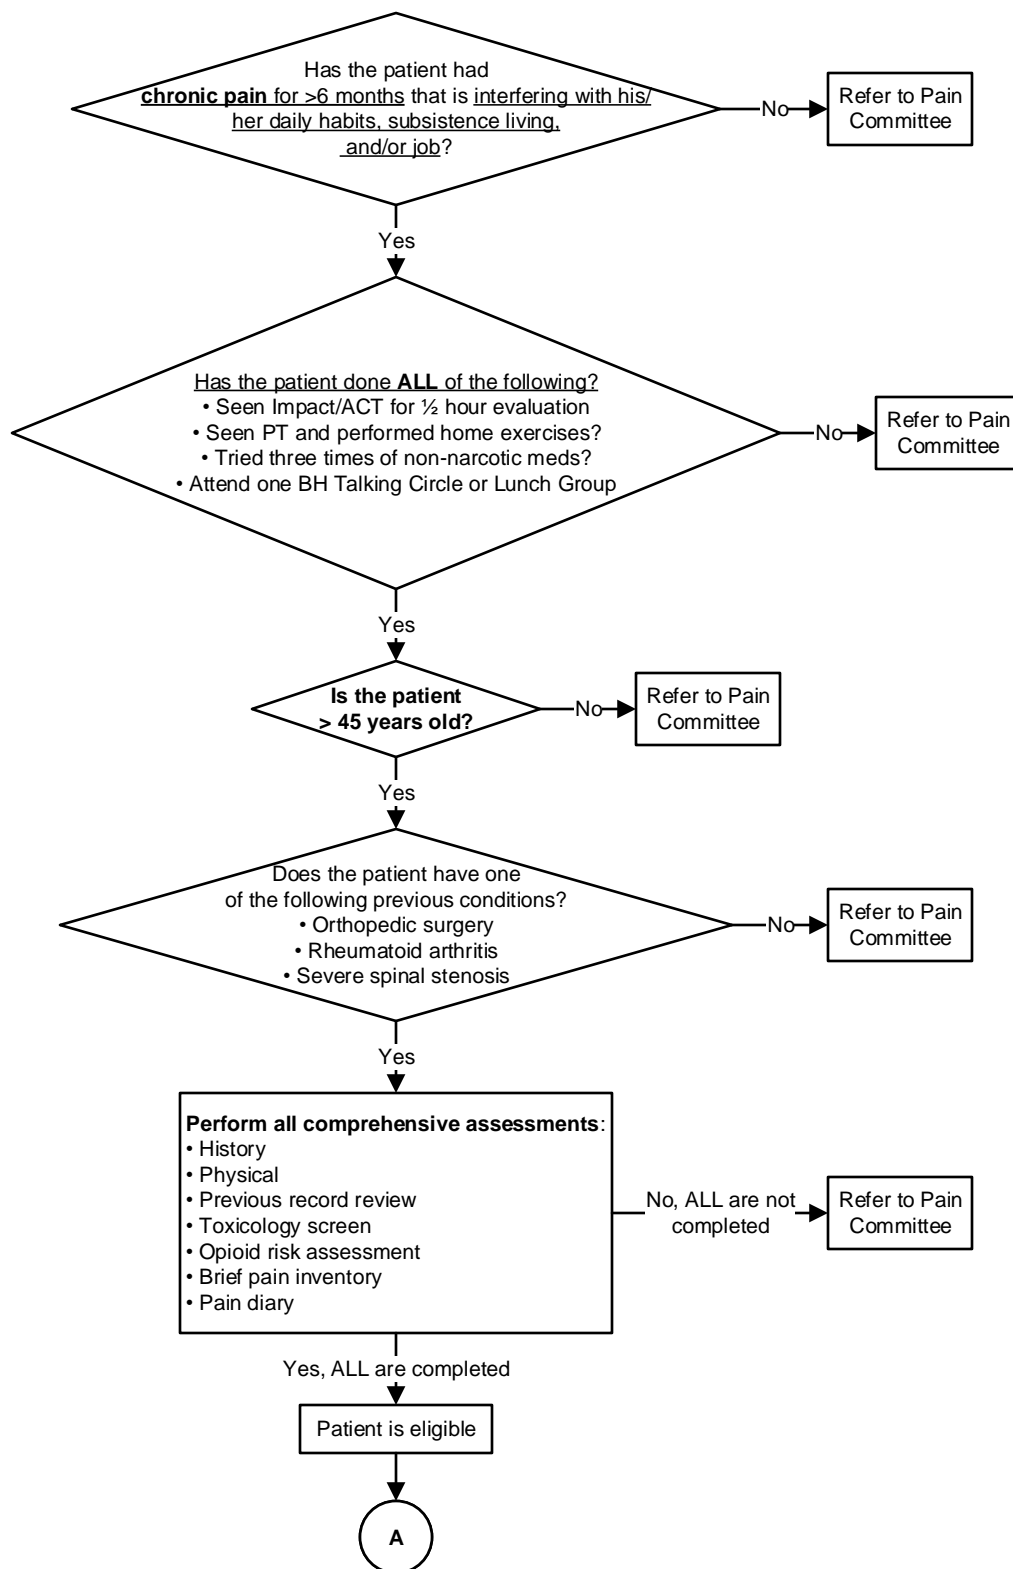 Has the patient had
chronic pain for >6 months that is interfering with his/
her daily habits, subsistence living,
and/or job?
No
Refer to Pain
Committee
Yes
Has the patient done ALL of the following?
• Seen Impact/ACT for ½ hour evaluation
• Seen PT and performed home exercises?
• Tried three times of non-narcotic meds?
• Attend one BH Talking Circle or Lunch Group
No
Refer to Pain
Committee
Yes
Is the patient
> 45 years old?
No
Refer to Pain
Committee
Yes
Does the patient have one
of the following previous conditions?
• Orthopedic surgery
• Rheumatoid arthritis
• Severe spinal stenosis
No
Refer to Pain
Committee
Yes
Perform all comprehensive assessments:
• History
• Physical
• Previous record review
• Toxicology screen
• Opioid risk assessment
• Brief pain inventory
• Pain diary
No, ALL are not
completed
Refer to Pain
Committee
Yes, ALL are completed
Patient is eligible
A